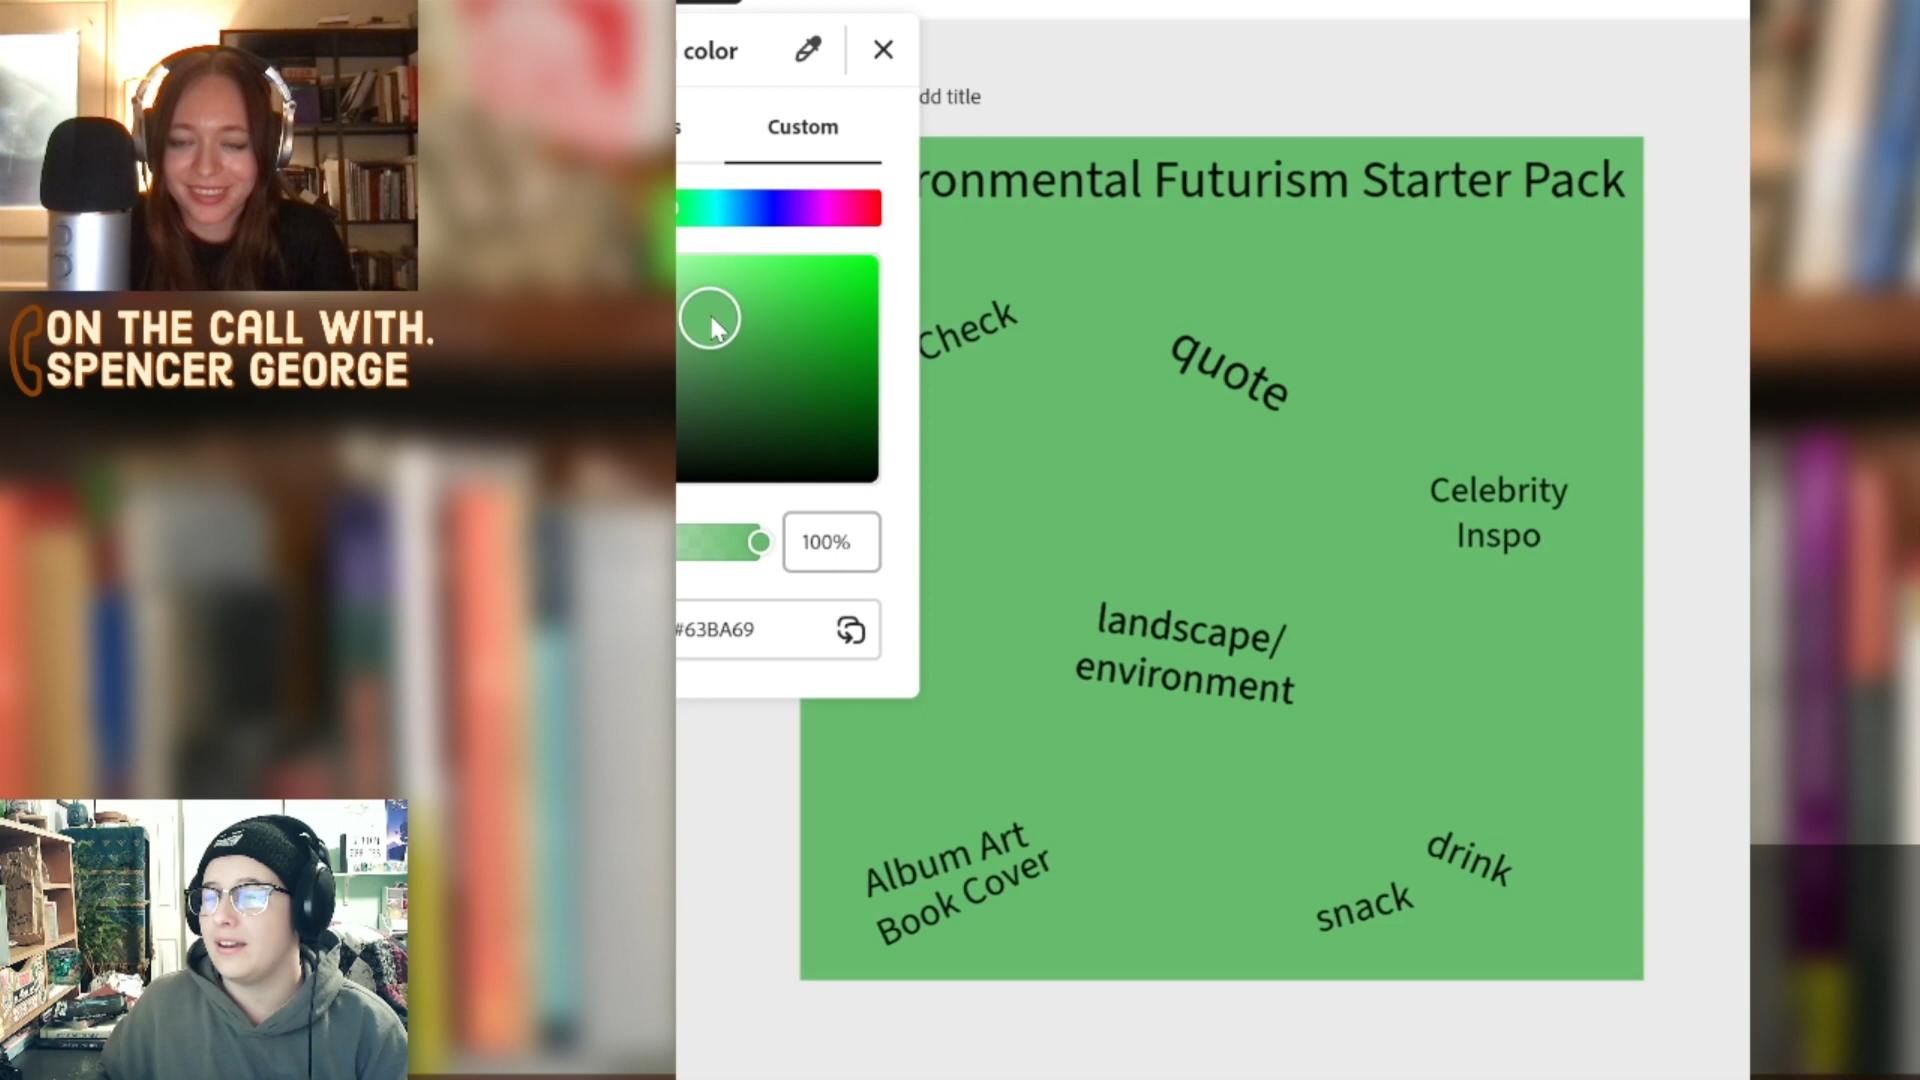 ON THE CALL WITH.
SPENCER GEORGE
color
dd title
s
Custom
ronmental Futurism Starter Pack
Check
quote
Celebrity
Inspo
100%
landscape/
environment
#63BA69
Album Art
Book Cover
drink
snack